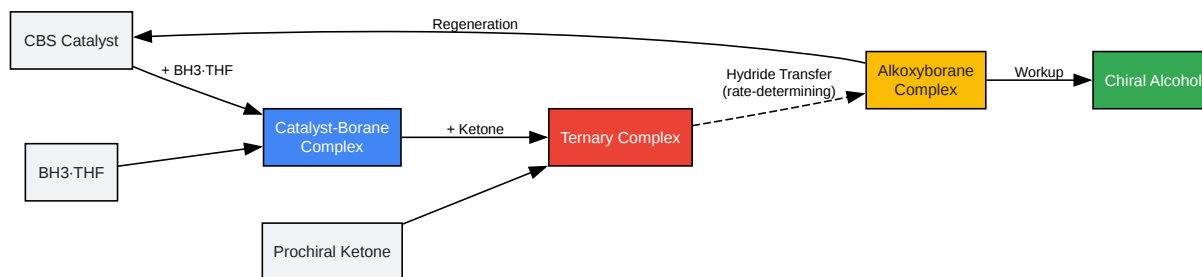 Regeneration
CBS Catalyst
+ BH3·THF
BH3·THF
Catalyst-Borane
Complex
+ Ketone
Prochiral Ketone
Ternary Complex
Hydride Transfer
(rate-determining)
Alkoxyborane
Complex
Workup
Chiral Alcohol